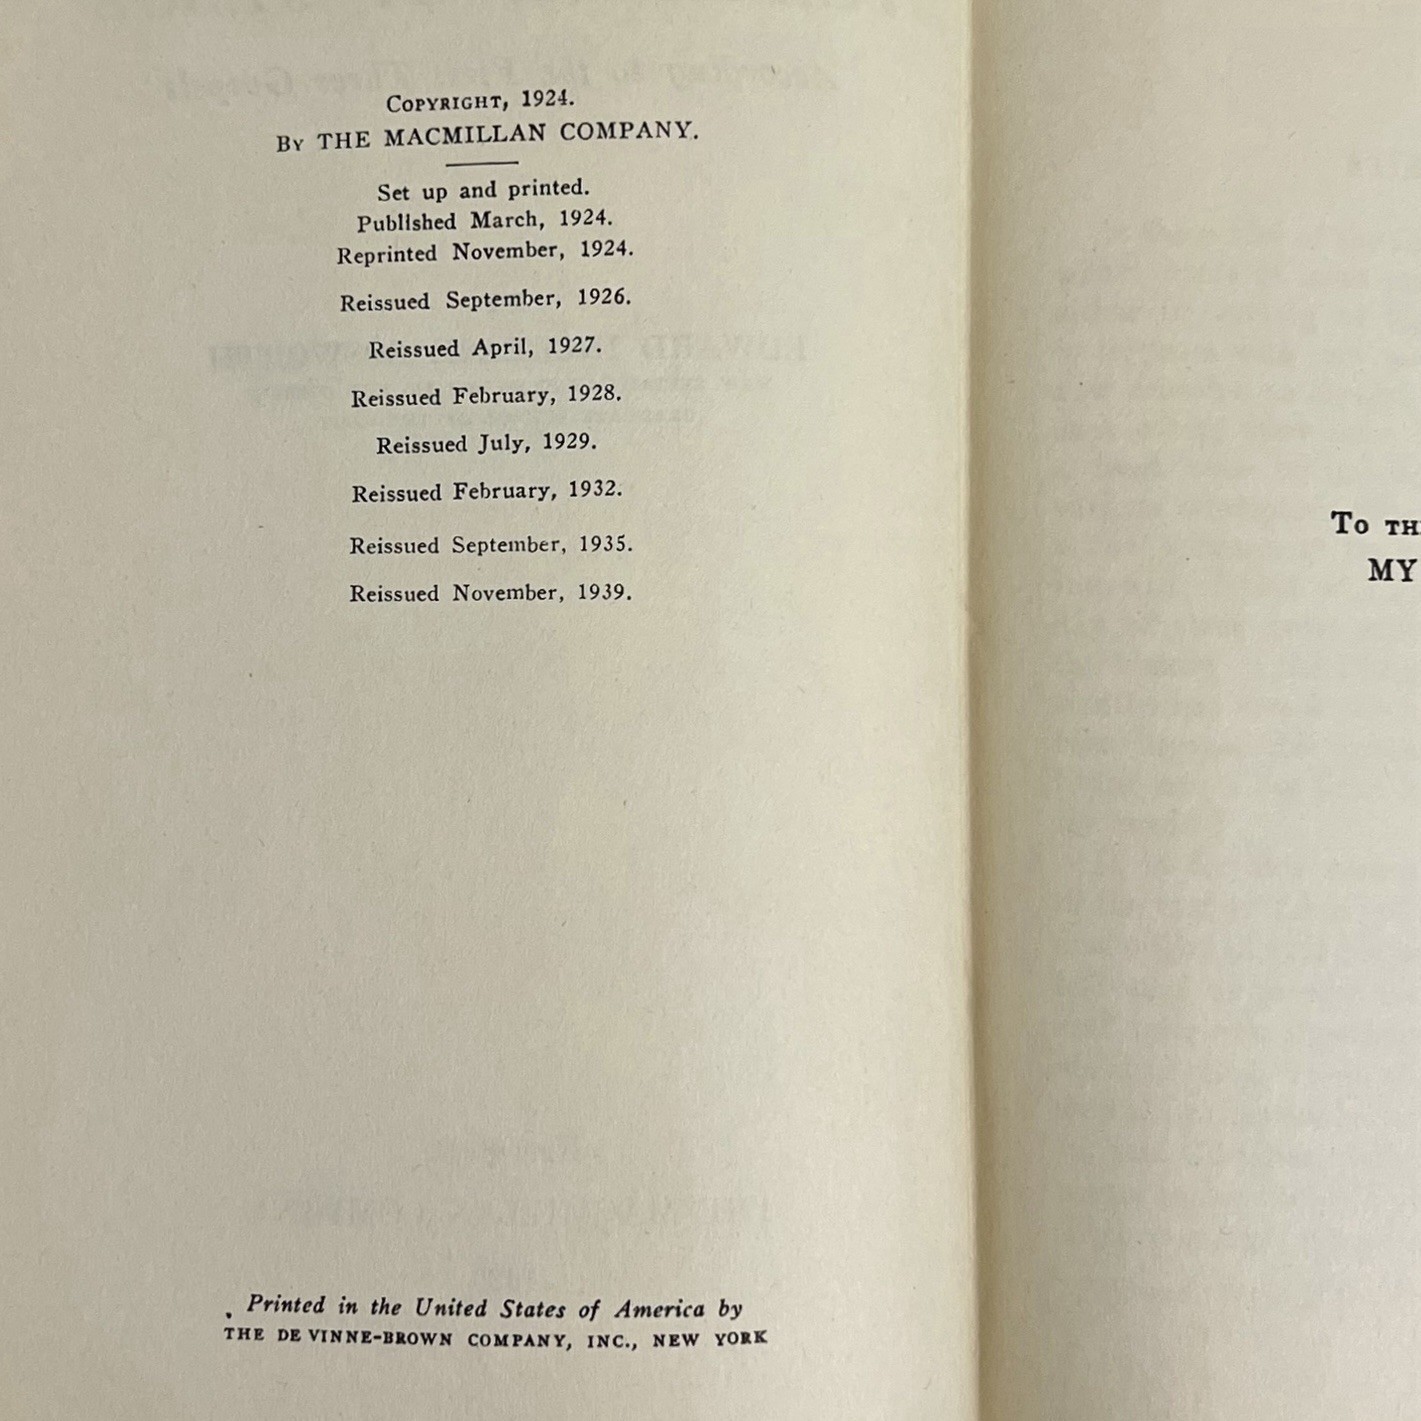 COPYRIGHT, 1924.
BY THE MACMILLAN COMPANY.
Set up and printed.
Published March, 1924.
Reprinted November, 1924.
Reissued September, 1926.
Reissued April, 1927.
Reissued February, 1928.
Reissued July, 1929.
Reissued February, 1932.
Reissued September, 1935.
Reissued November, 1939.
Printed in the United States of America by
THE DE VINNE-BROWN COMPANY, INC., NEW YORK
TO
MY